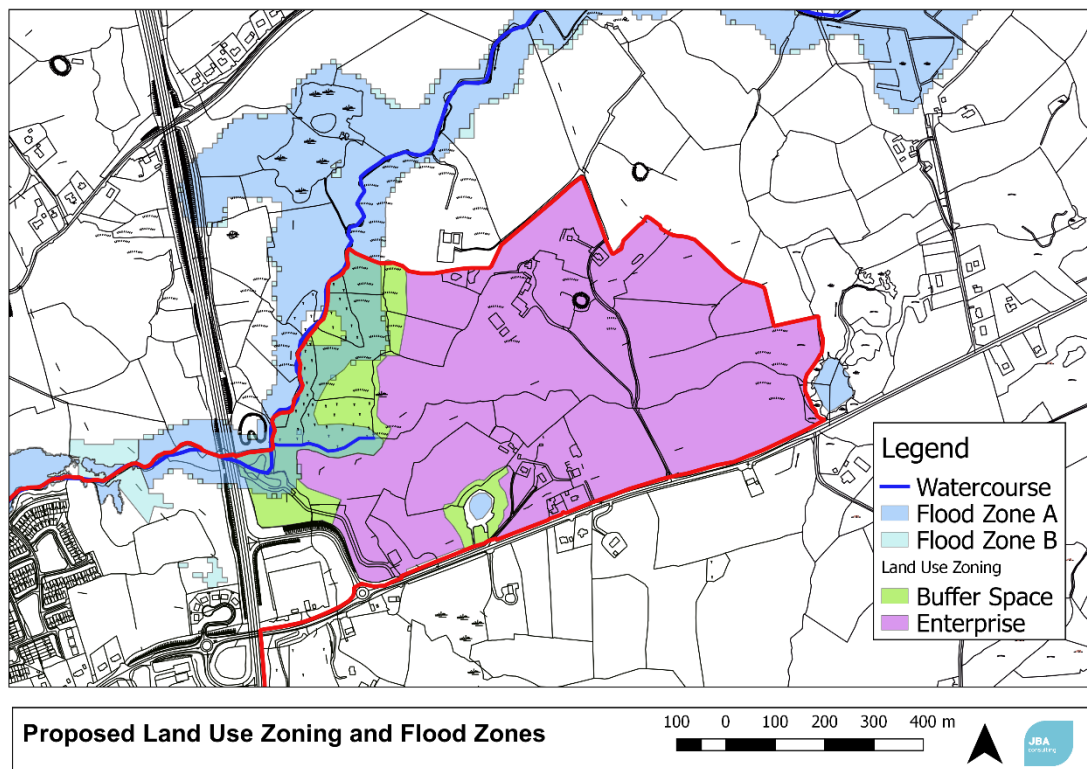 Legend
Watercourse
Flood Zone A
Flood Zone B
Land Use Zoning
Buffer Space
Enterprise
Proposed Land Use Zoning and Flood Zones
100 0 100 200 300 400 m
JBA
consulting